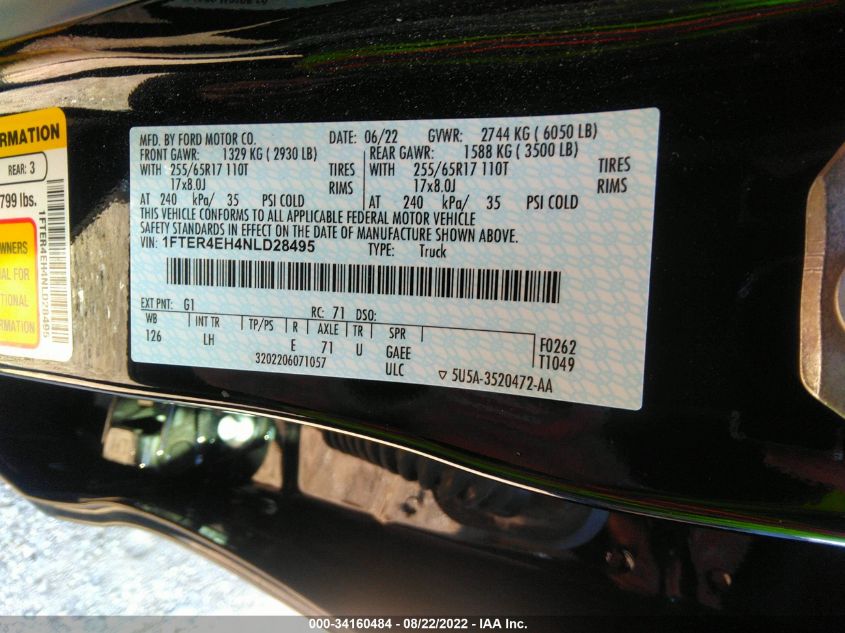 RMATION
REAR: 3
799 lbs.
1FTER4EH4NLD28495
WNERS
IAL FOR
TIONAL
RMATION
MFD. BY FORD MOTOR CO. DATE: 06/22 GVWR: 2744 KG ( 6050 LB)
FRONT GAWR: 1329 KG ( 2930 LB) REAR GAWR: 1588 KG ( 3500 LB)
WITH 255/65R17 110T TIRES WITH 255/65R17 110T TIRES
17x8.0J RIMS 17x8.0J RIMS
AT 240 kPa/ 35 PSI COLD AT 240 kPa/ 35 PSI COLD
THIS VEHICLE CONFORMS TO ALL APPLICABLE FEDERAL MOTOR VEHICLE
SAFETY STANDARDS IN EFFECT ON THE DATE OF MANUFACTURE SHOWN ABOVE.
VIN: 1FTER4EH4NLD28495 TYPE: Truck
EXT PNT: G1 RC: 71 DSO:
WB INT TR TP/PS R AXLE TR SPR
126 LH E 71 U GAEE F0262
3202206071057 ULC T1049
▽ 5U5A-3520472-AA
000-34160484 - 08/22/2022 - IAA Inc.